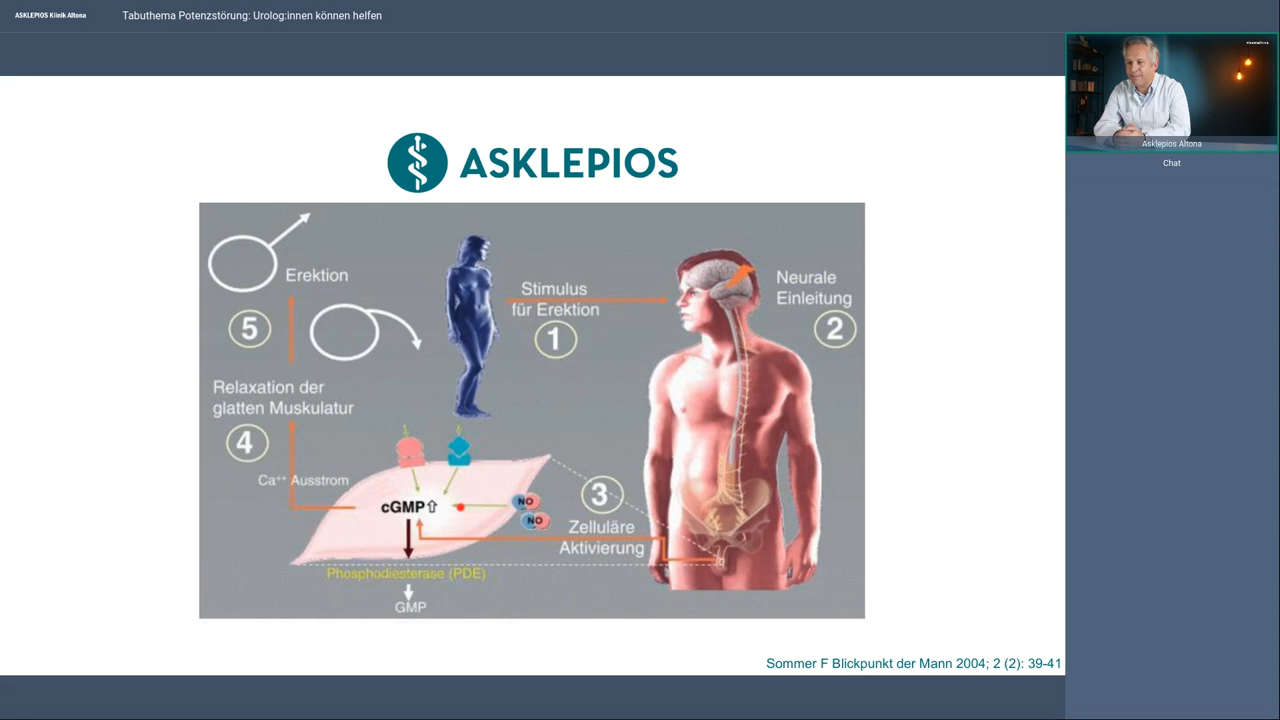 ASKLEPIOS Klinik Altona
Tabuthema Potenzstörung: Urolog:innen können helfen
Asklepios Altona
Chat
ASKLEPIOS
Erektion
5
Stimulus
für Erektion
1
Neurale
Einleitung
2
Relaxation der
glatten Muskulatur
4
Ca⁺⁺ Ausstrom
cGMP⇧
NO
NO
3
Zelluläre
Aktivierung
Phosphodiesterase (PDE)
GMP
Sommer F Blickpunkt der Mann 2004; 2 (2): 39-41